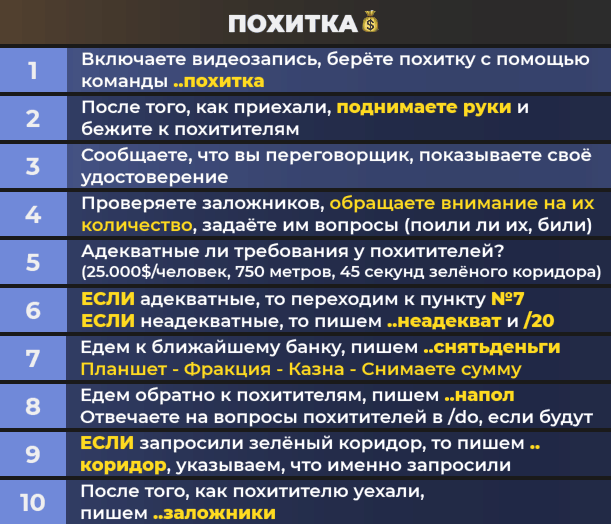 ПОХИТКА💰
1
Включаете видеозапись, берёте похитку с помощью
команды ..похитка
2
После того, как приехали, поднимаете руки и
бежите к похитителям
3
Сообщаете, что вы переговорщик, показываете своё
удостоверение
4
Проверяете заложников, обращаете внимание на их
количество, задаёте им вопросы (поили ли их, били)
5
Адекватные ли требования у похитителей?
(25.000$/человек, 750 метров, 45 секунд зелёного коридора)
6
ЕСЛИ адекватные, то переходим к пункту №7
ЕСЛИ неадекватные, то пишем ..неадекват и /20
7
Едем к ближайшему банку, пишем ..снятьденьги
Планшет - Фракция - Казна - Снимаете сумму
8
Едем обратно к похитителям, пишем ..напол
Отвечаете на вопросы похитителей в /do, если будут
9
ЕСЛИ запросили зелёный коридор, то пишем ..
коридор, указываем, что именно запросили
10
После того, как похитителю уехали,
пишем ..заложники